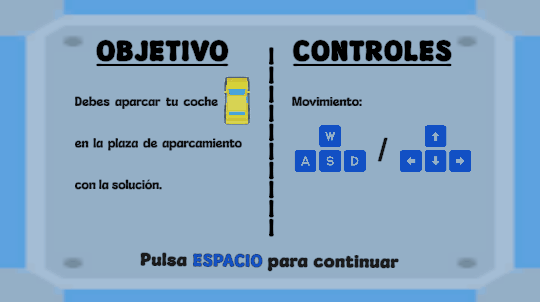 OBJETIVO
Debes aparcar tu coche
en la plaza de aparcamiento
con la solución.
CONTROLES
Movimiento:
W
A S D / ↑
← ↓ →
Pulsa ESPACIO para continuar